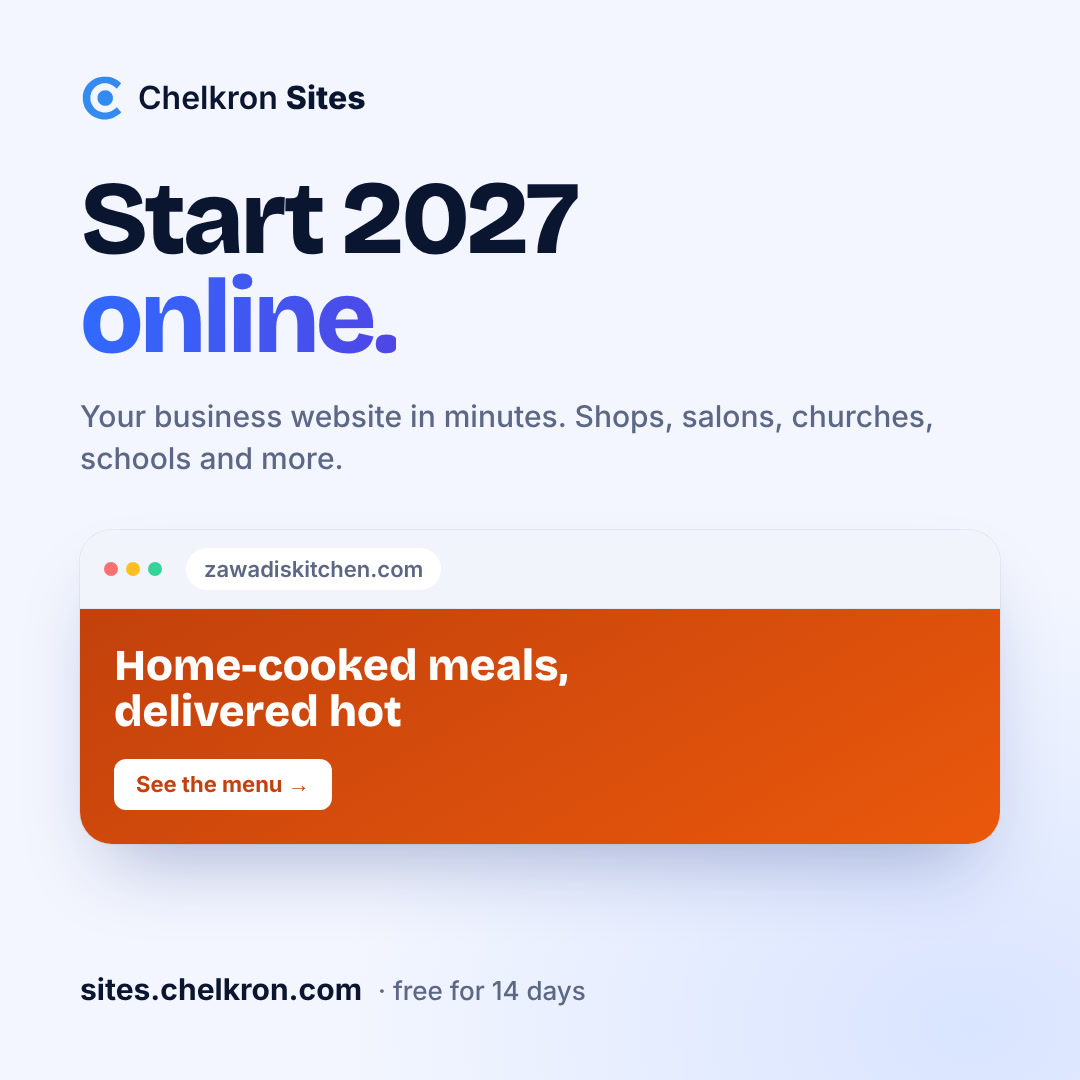 Chelkron Sites
Start 2027
online.
Your business website in minutes. Shops, salons, churches,
schools and more.
zawadiskitchen.com
Home-cooked meals,
delivered hot
See the menu →
sites.chelkron.com · free for 14 days